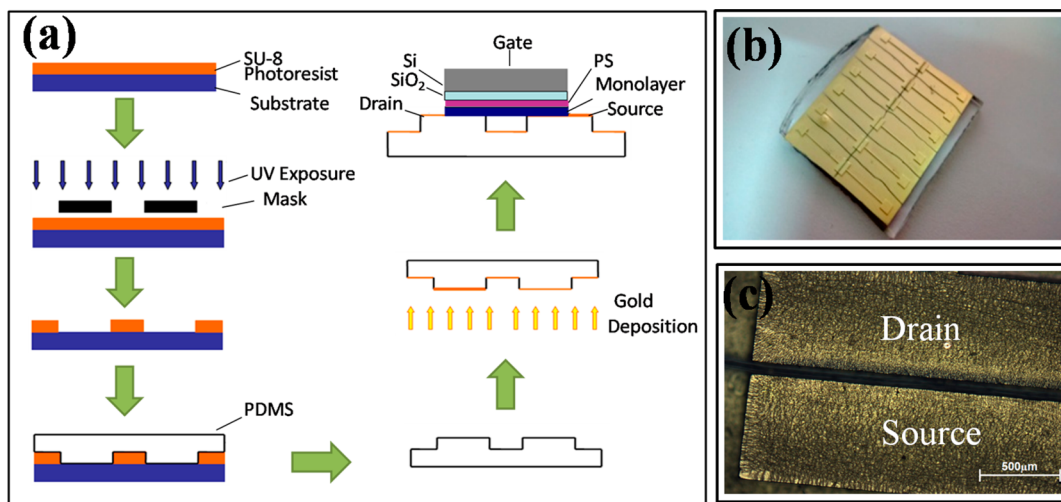 (a)
SU-8
Photoresist
Substrate
UV Exposure
Mask
PDMS
Gate
Si
SiO₂
Drain
PS
Monolayer
Source
Gold
Deposition
(b)
(c)
Drain
Source
500μm